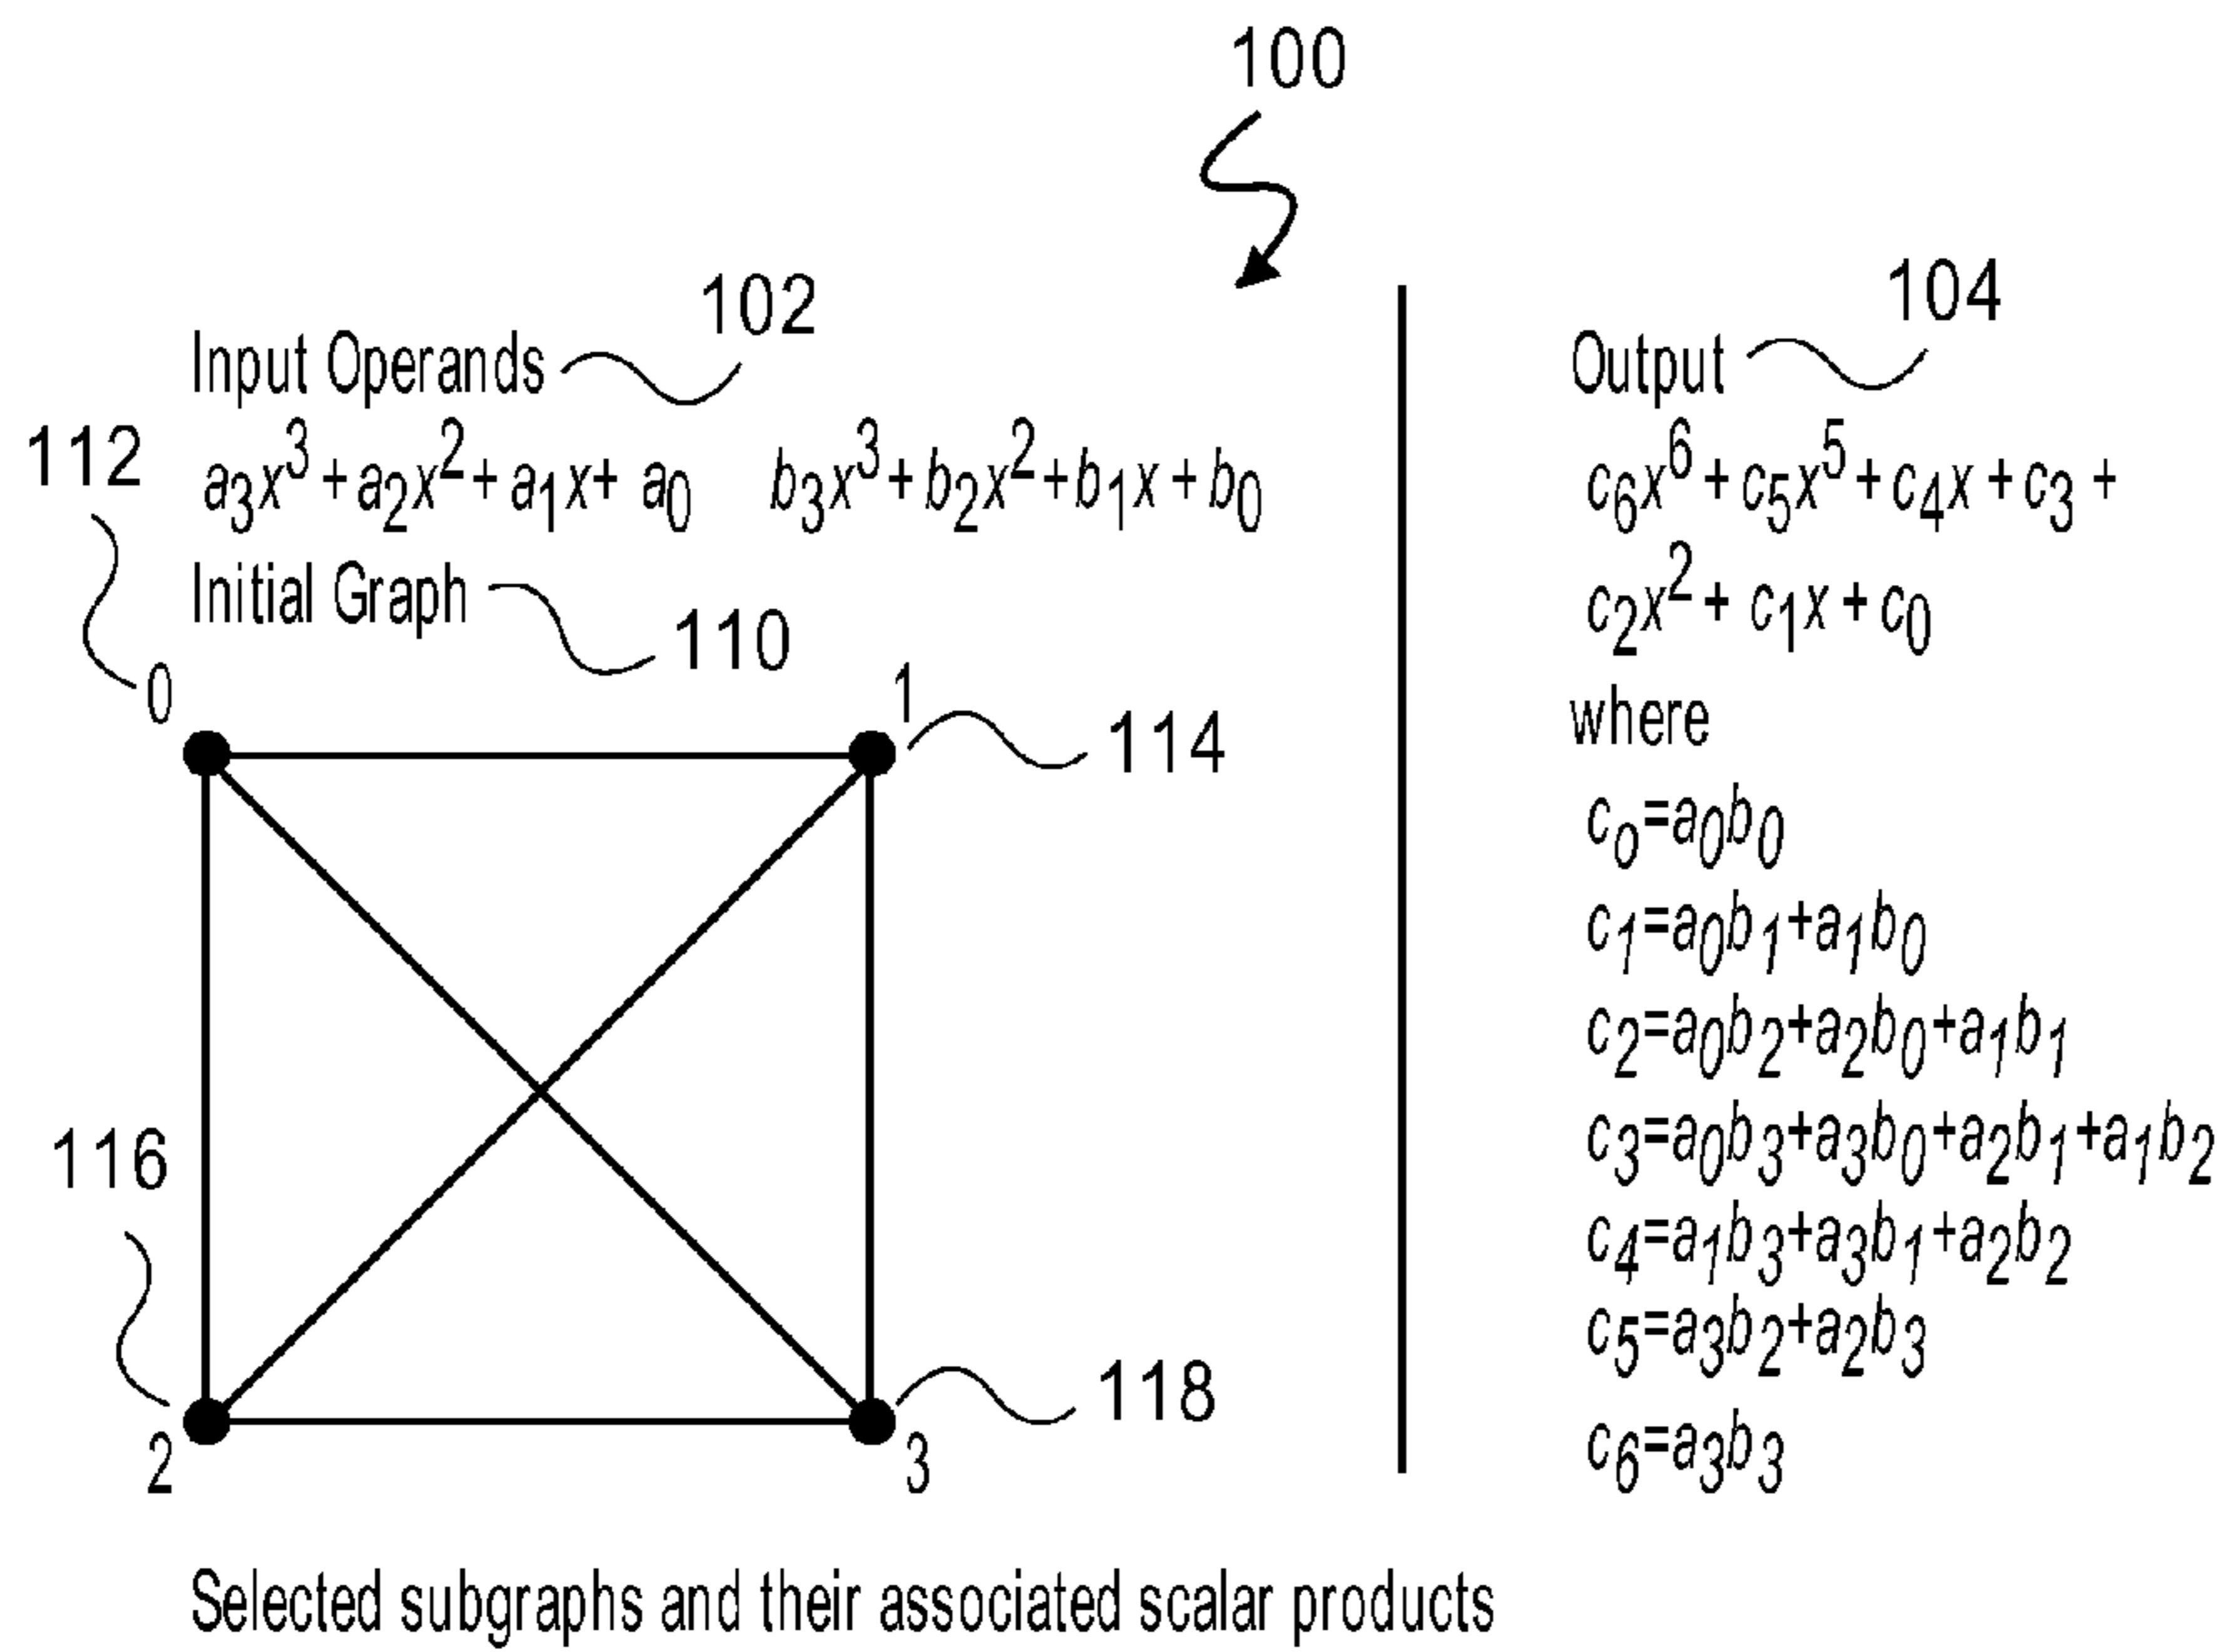 100
102
Input Operands
112
a₃x³+a₂x²+a₁x+ a₀ b₃x³+b₂x²+b₁x+b₀
Initial Graph
110
0
1
114
116
118
2
3
104
Output
c₆x⁶+c₅x⁵+c₄x+c₃+
c₂x²+ c₁x+c₀
where
cₒ=a₀b₀
c₁=a₀b₁+a₁b₀
c₂=a₀b₂+a₂b₀+a₁b₁
c₃=a₀b₃+a₃b₀+a₂b₁+a₁b₂
c₄=a₁b₃+a₃b₁+a₂b₂
c₅=a₃b₂+a₂b₃
c₆=a₃b₃
Selected subgraphs and their associated scalar products